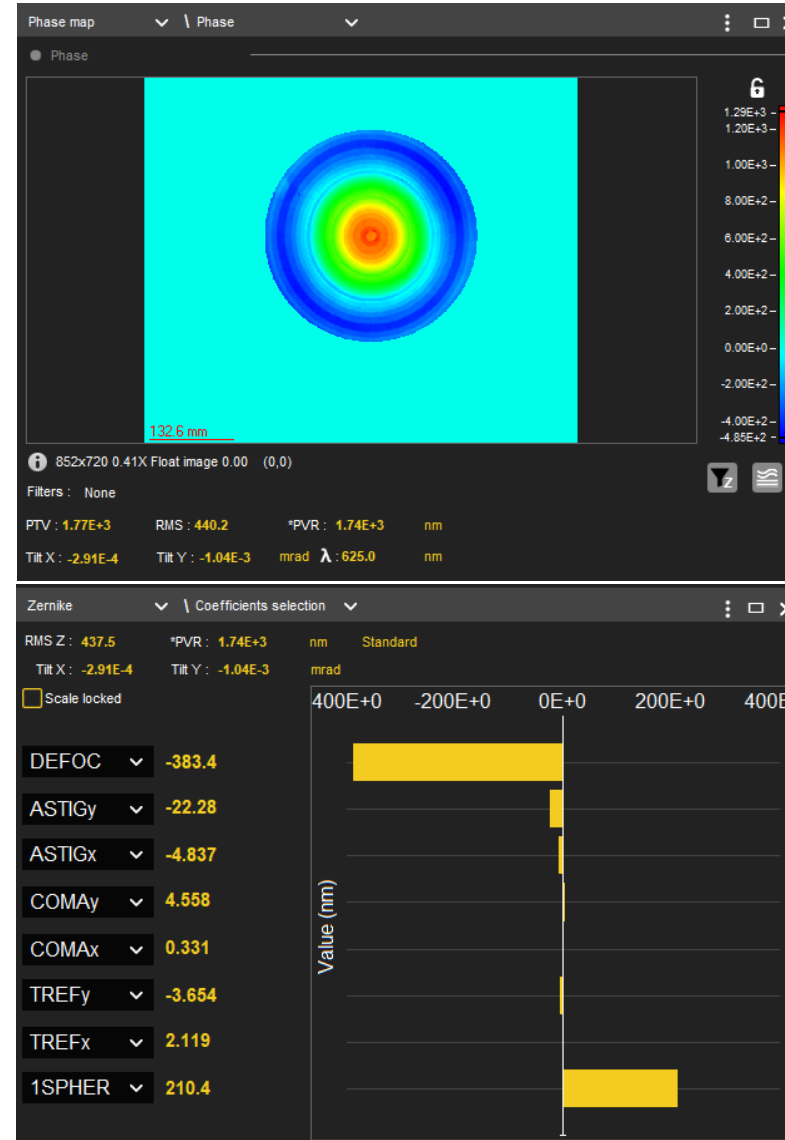 Phase map \ Phase
Phase
1.29E+3
1.20E+3
1.00E+3
8.00E+2
6.00E+2
4.00E+2
2.00E+2
0.00E+0
-2.00E+2
-4.00E+2
-4.85E+2
132.6 mm
852x720 0.41X Float image 0.00 (0,0)
Z
Filters : None
PTV : 1.77E+3 RMS : 440.2 *PVR : 1.74E+3 nm
Tilt X : -2.91E-4 Tilt Y : -1.04E-3 mrad λ : 625.0 nm
Zernike \ Coefficients selection
RMS Z : 437.5 *PVR : 1.74E+3 nm Standard
Tilt X : -2.91E-4 Tilt Y : -1.04E-3 mrad
Scale locked
400E+0 -200E+0 0E+0 200E+0 400E
DEFOC -383.4
ASTIGy -22.28
ASTIGx -4.837
COMAy 4.558
COMAx 0.331
TREFy -3.654
TREFx 2.119
1SPHER 210.4
Value (nm)